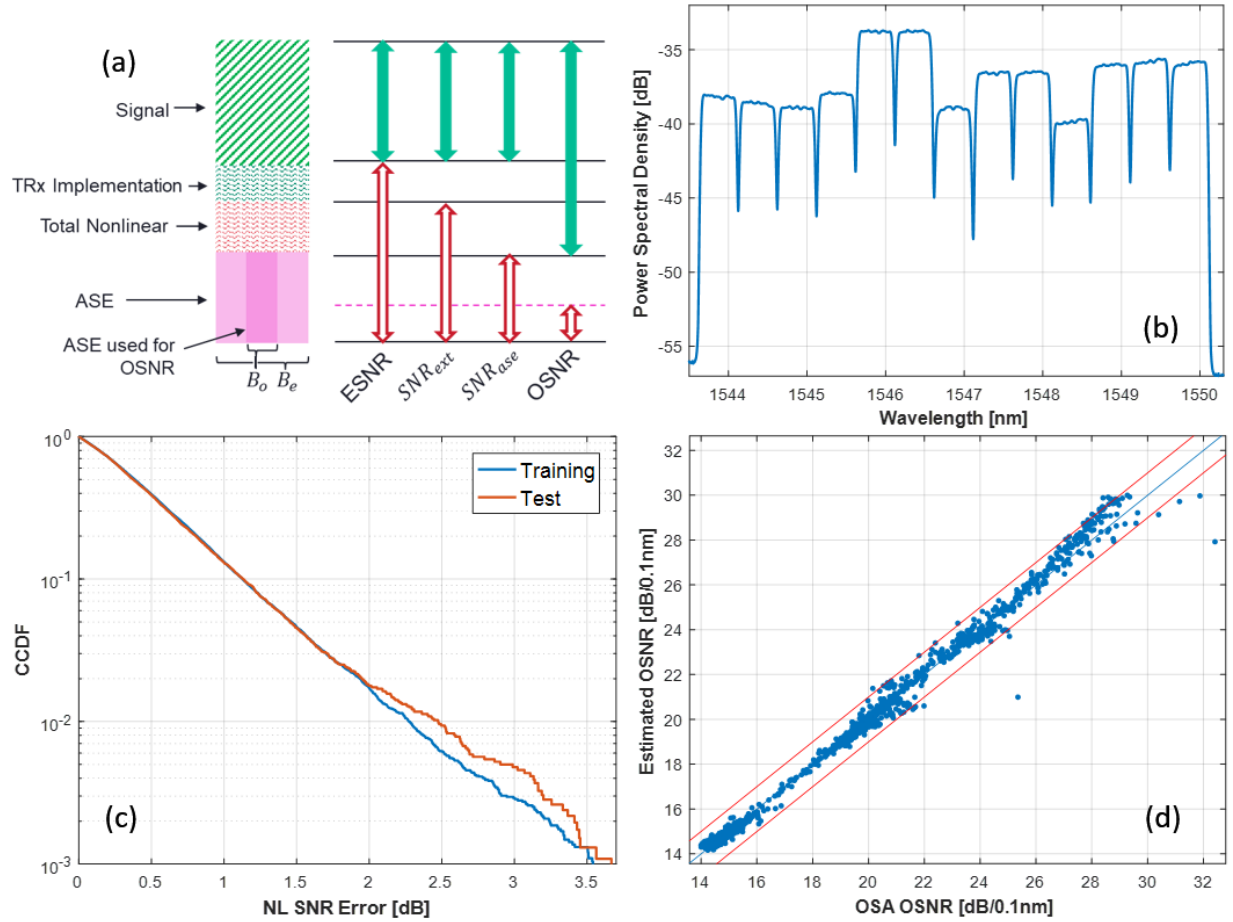 (a)
Signal
TRx Implementation
Total Nonlinear
ASE
ASE used for
OSNR
B_o B_e
ESNR
SNR_ext
SNR_ase
OSNR
(b)
Power Spectral Density [dB]
-35
-40
-45
-50
-55
1544 1545 1546 1547 1548 1549 1550
Wavelength [nm]
(c)
CCDF
10^0
10^-1
10^-2
10^-3
Training
Test
0 0.5 1 1.5 2 2.5 3 3.5
NL SNR Error [dB]
(d)
Estimated OSNR [dB/0.1nm]
32
30
28
26
24
22
20
18
16
14
14 16 18 20 22 24 26 28 30 32
OSA OSNR [dB/0.1nm]